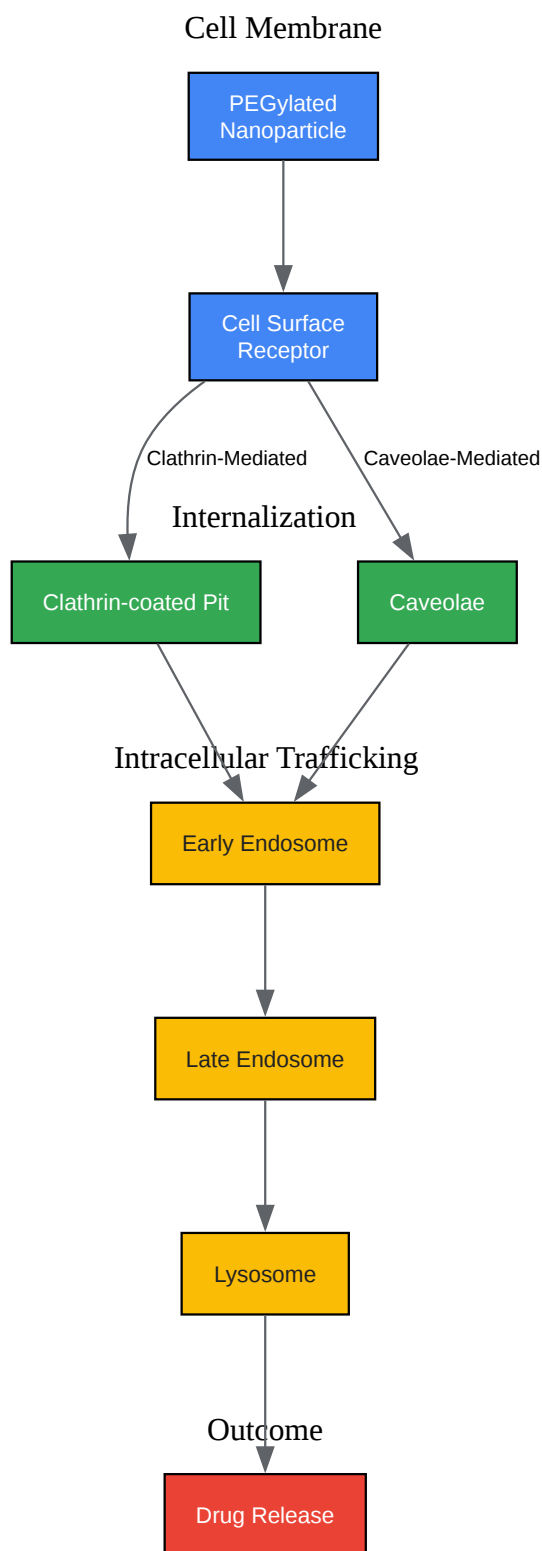 Cell Membrane
PEGylated
Nanoparticle
Cell Surface
Receptor
Clathrin-Mediated
Caveolae-Mediated
Internalization
Clathrin-coated Pit
Caveolae
Intracellular Trafficking
Early Endosome
Late Endosome
Lysosome
Outcome
Drug Release